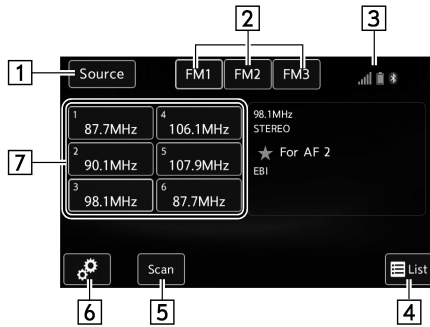 2
3
1
Source
FM1 FM2 FM3
1
87.7MHz
4
106.1MHz
98.1MHz
STEREO
7
2
90.1MHz
5
107.9MHz
★ For AF 2
EBI
3
98.1MHz
6
87.7MHz
Scan
List
6
5
4